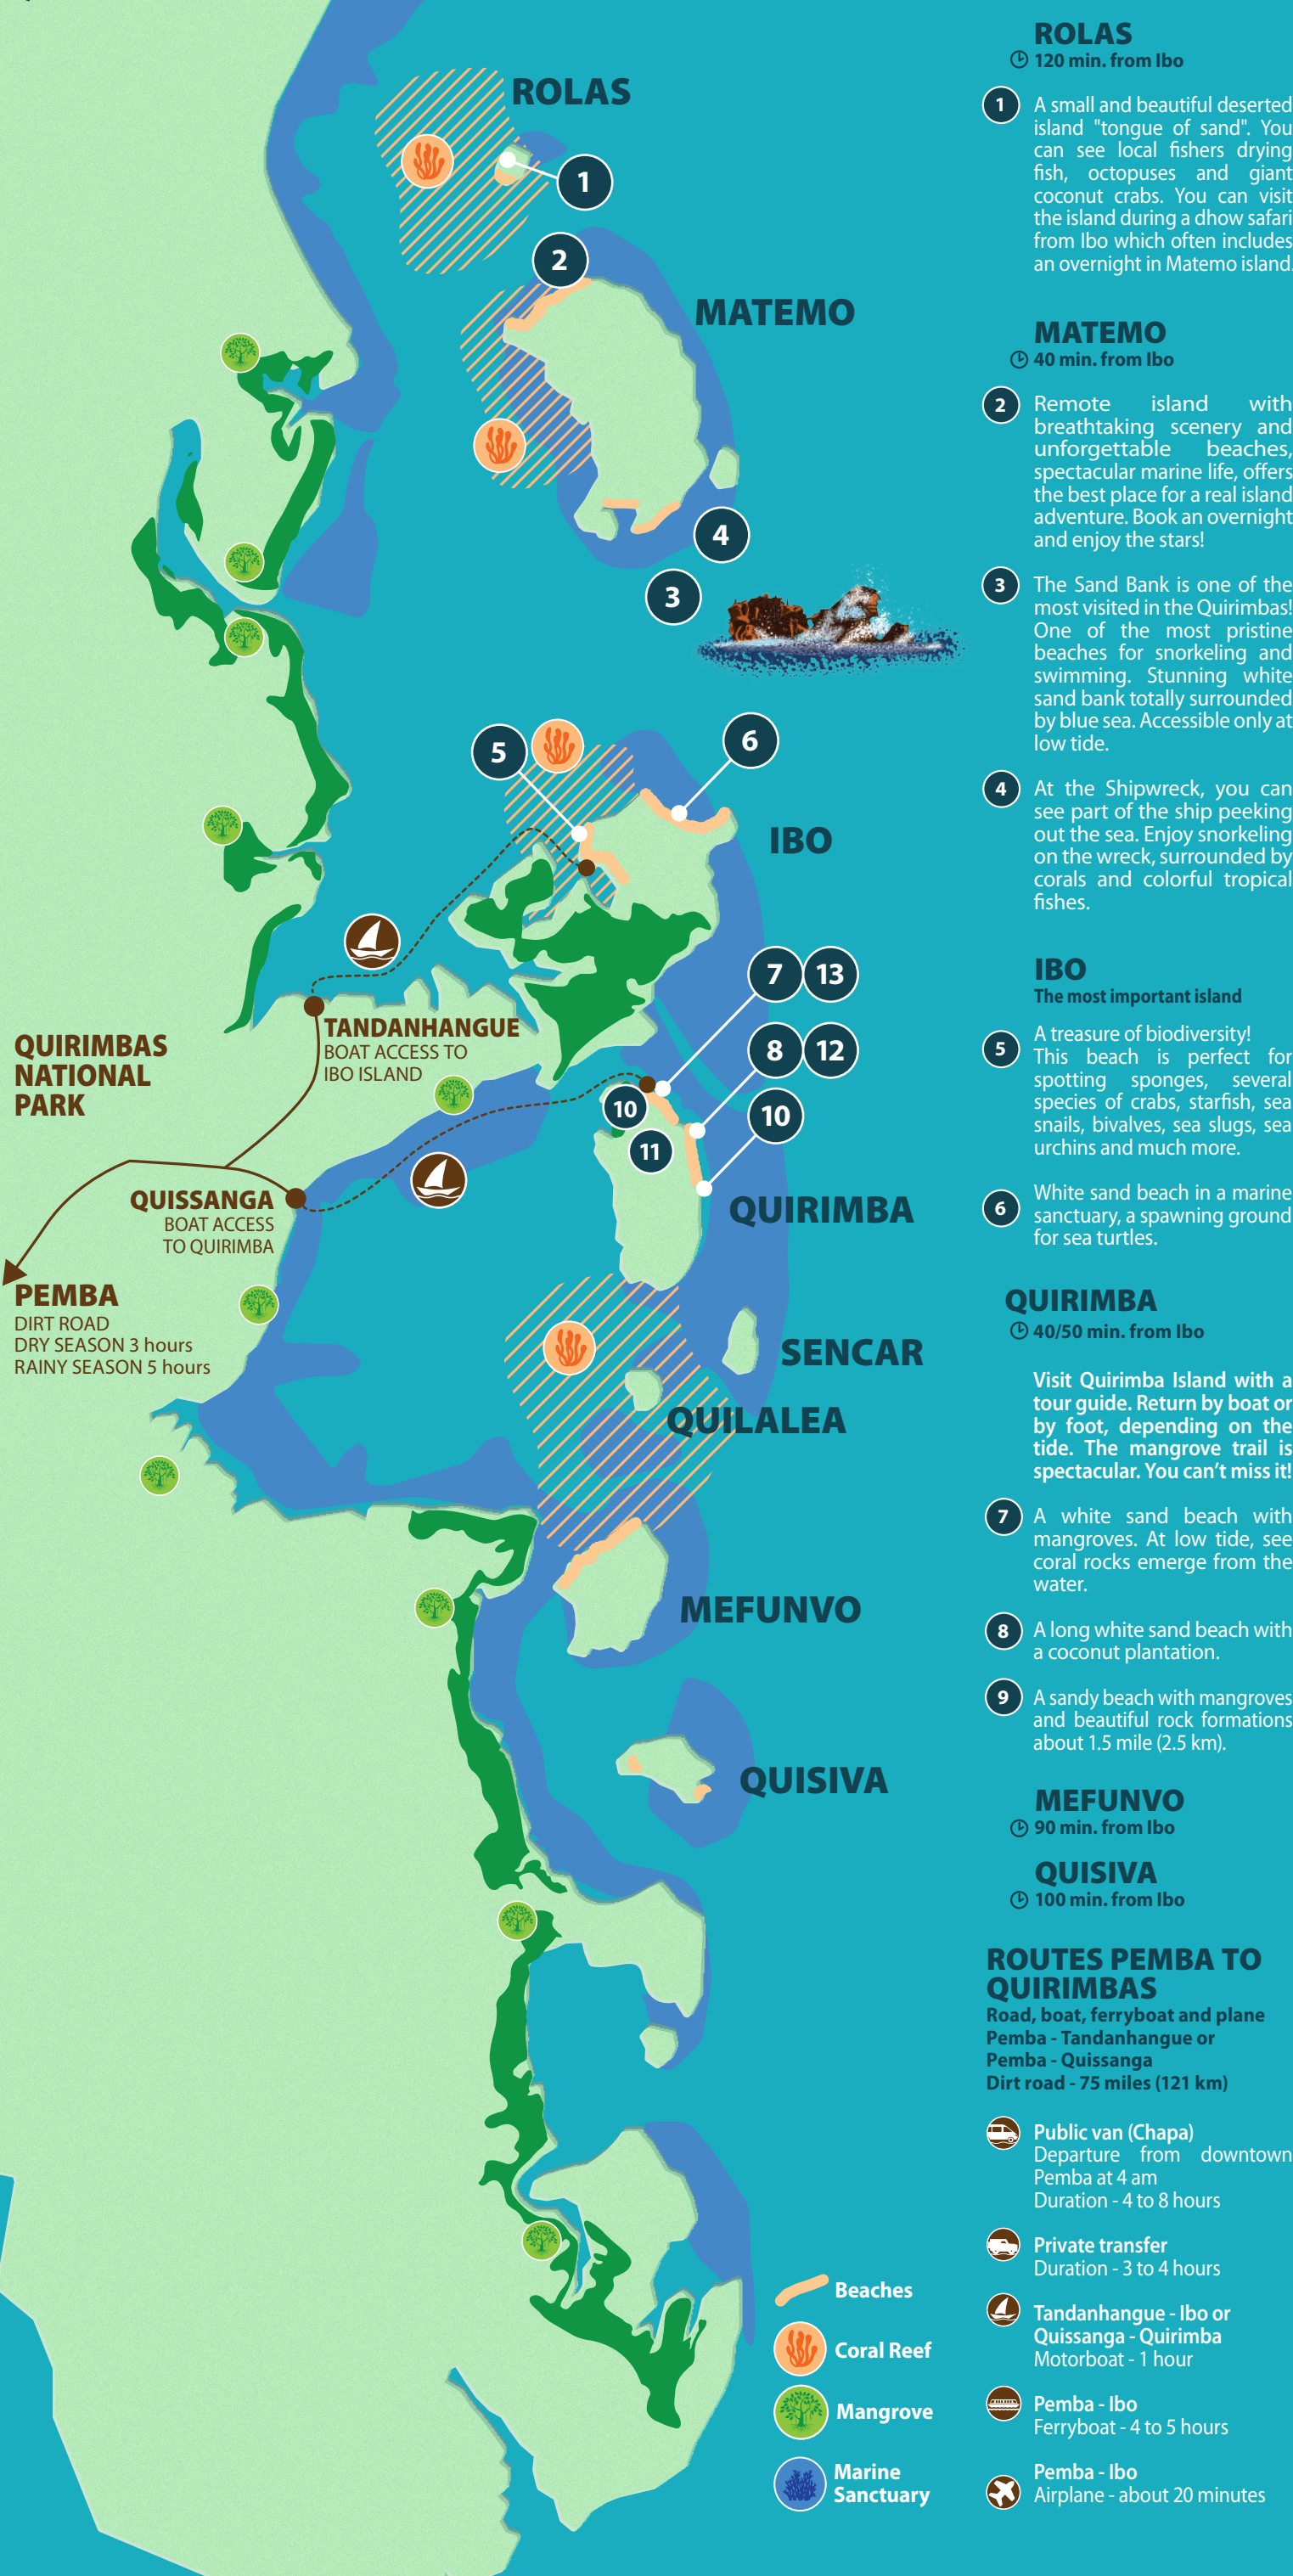 ROLAS
1
2
MATEMO
4
3
5
6
IBO
7
13
8
12
10
TANDANHANGUE
BOAT ACCESS TO
IBO ISLAND
QUIRIMBAS
NATIONAL
PARK
10
11
QUISSANGA
BOAT ACCESS
TO QUIRIMBA
QUIRIMBA
PEMBA
DIRT ROAD
DRY SEASON 3 hours
RAINY SEASON 5 hours
SENCAR
QUILALEA
MEFUNVO
QUISIVA
Beaches
Coral Reef
Mangrove
Marine
Sanctuary
ROLAS
120 min. from Ibo
1
A small and beautiful deserted
island "tongue of sand". You
can see local fishers drying
fish, octopuses and giant
coconut crabs. You can visit
the island during a dhow safari
from Ibo which often includes
an overnight in Matemo island.
MATEMO
40 min. from Ibo
2
Remote island with
breathtaking scenery and
unforgettable beaches,
spectacular marine life, offers
the best place for a real island
adventure. Book an overnight
and enjoy the stars!
3
The Sand Bank is one of the
most visited in the Quirimbas!
One of the most pristine
beaches for snorkeling and
swimming. Stunning white
sand bank totally surrounded
by blue sea. Accessible only at
low tide.
4
At the Shipwreck, you can
see part of the ship peeking
out the sea. Enjoy snorkeling
on the wreck, surrounded by
corals and colorful tropical
fishes.
IBO
The most important island
5
A treasure of biodiversity!
This beach is perfect for
spotting sponges, several
species of crabs, starfish, sea
snails, bivalves, sea slugs, sea
urchins and much more.
6
White sand beach in a marine
sanctuary, a spawning ground
for sea turtles.
QUIRIMBA
40/50 min. from Ibo
Visit Quirimba Island with a
tour guide. Return by boat or
by foot, depending on the
tide. The mangrove trail is
spectacular. You can't miss it!
7
A white sand beach with
mangroves. At low tide, see
coral rocks emerge from the
water.
8
A long white sand beach with
a coconut plantation.
9
A sandy beach with mangroves
and beautiful rock formations
about 1.5 mile (2.5 km).
MEFUNVO
90 min. from Ibo
QUISIVA
100 min. from Ibo
ROUTES PEMBA TO
QUIRIMBAS
Road, boat, ferryboat and plane
Pemba - Tandanhangue or
Pemba - Quissanga
Dirt road - 75 miles (121 km)
Public van (Chapa)
Departure from downtown
Pemba at 4 am
Duration - 4 to 8 hours
Private transfer
Duration - 3 to 4 hours
Tandanhangue - Ibo or
Quissanga - Quirimba
Motorboat - 1 hour
Pemba - Ibo
Ferryboat - 4 to 5 hours
Pemba - Ibo
Airplane - about 20 minutes